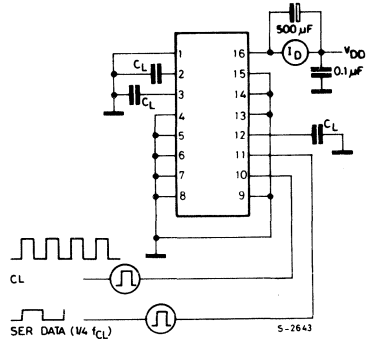 500 µF
I_D
V_DD
0.1 µF
1 16
C_L
2 15
C_L
3 14
4 13
C_L
5 12
6 11
7 10
8 9
CL
SER DATA (1/4 f_CL)
S-2643